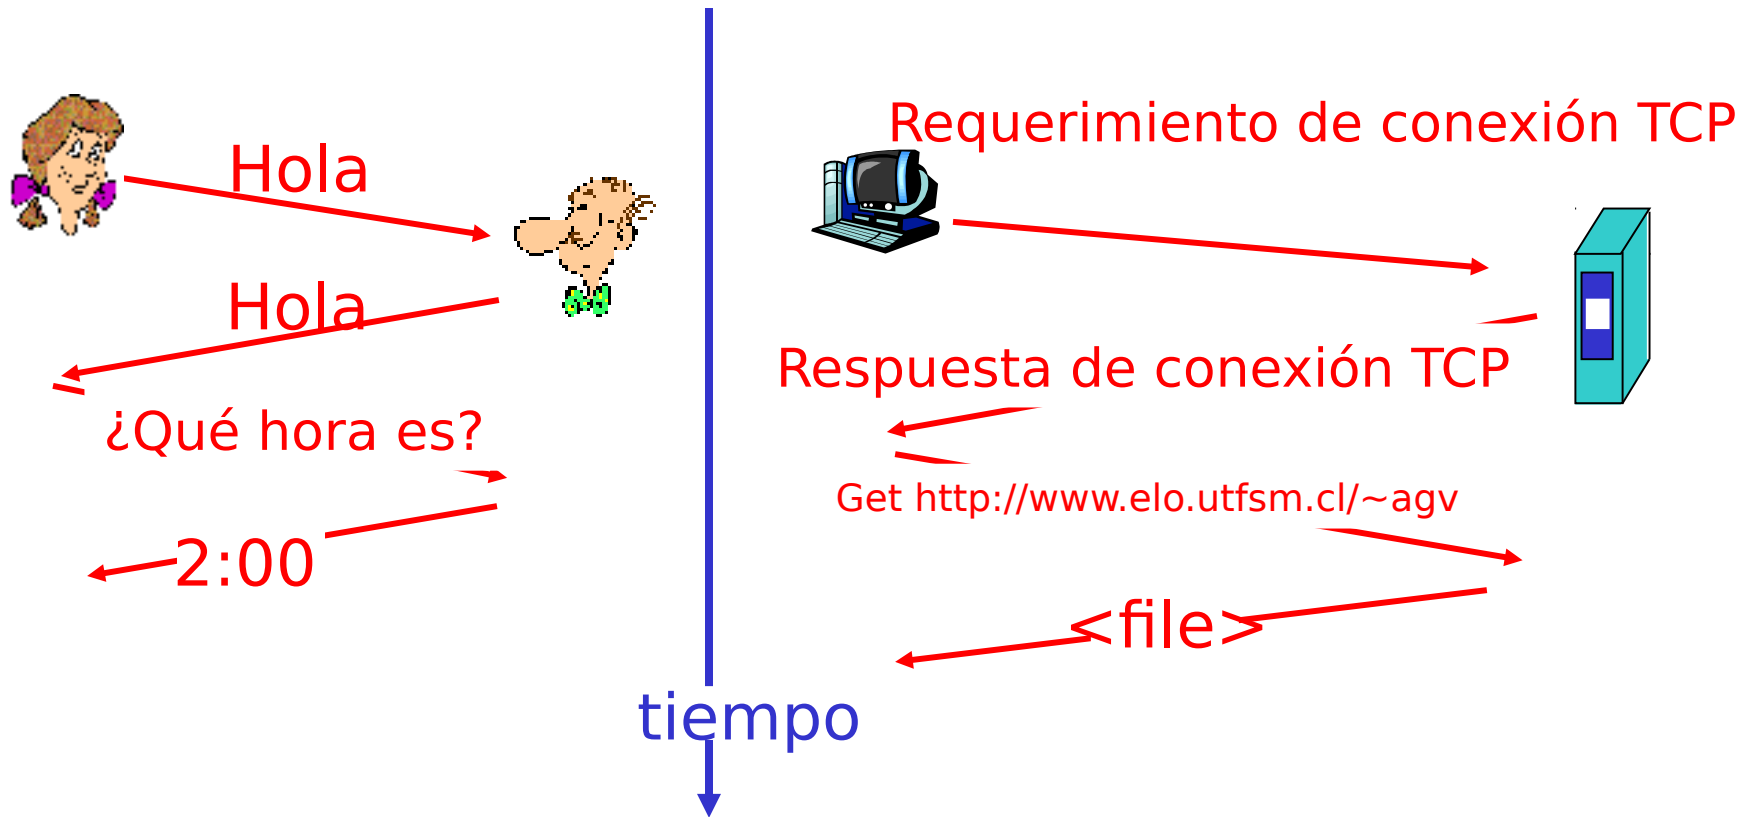 Hola
Hola
¿Qué hora es?
2:00
Requerimiento de conexión TCP
Respuesta de conexión TCP
Get http://www.elo.utfsm.cl/~agv
<file>
tiempo